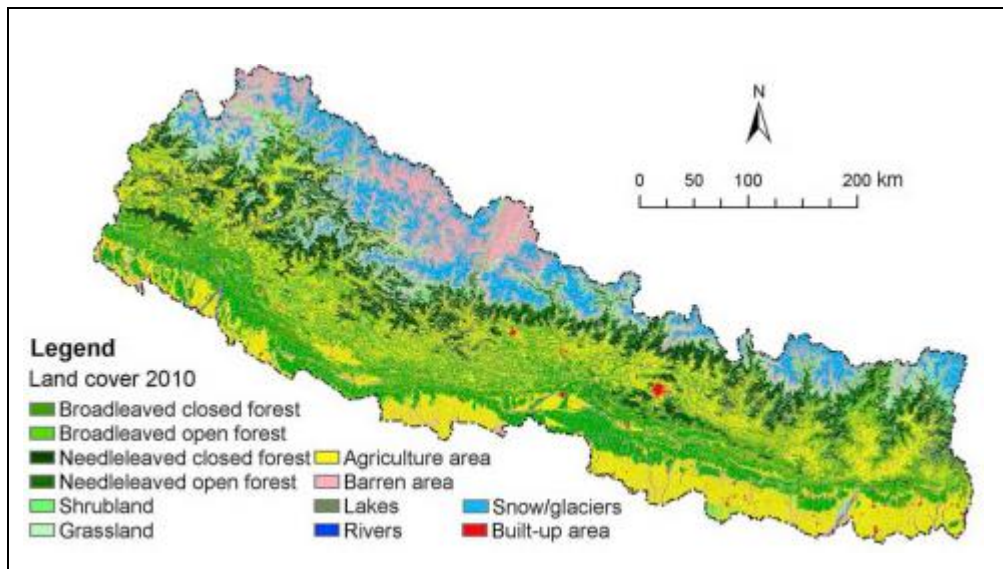 N
0 50 100 200 km
Legend
Land cover 2010
Broadleaved closed forest
Broadleaved open forest
Needleleaved closed forest
Needleleaved open forest
Shrubland
Grassland
Agriculture area
Barren area
Lakes
Rivers
Snow/glaciers
Built-up area